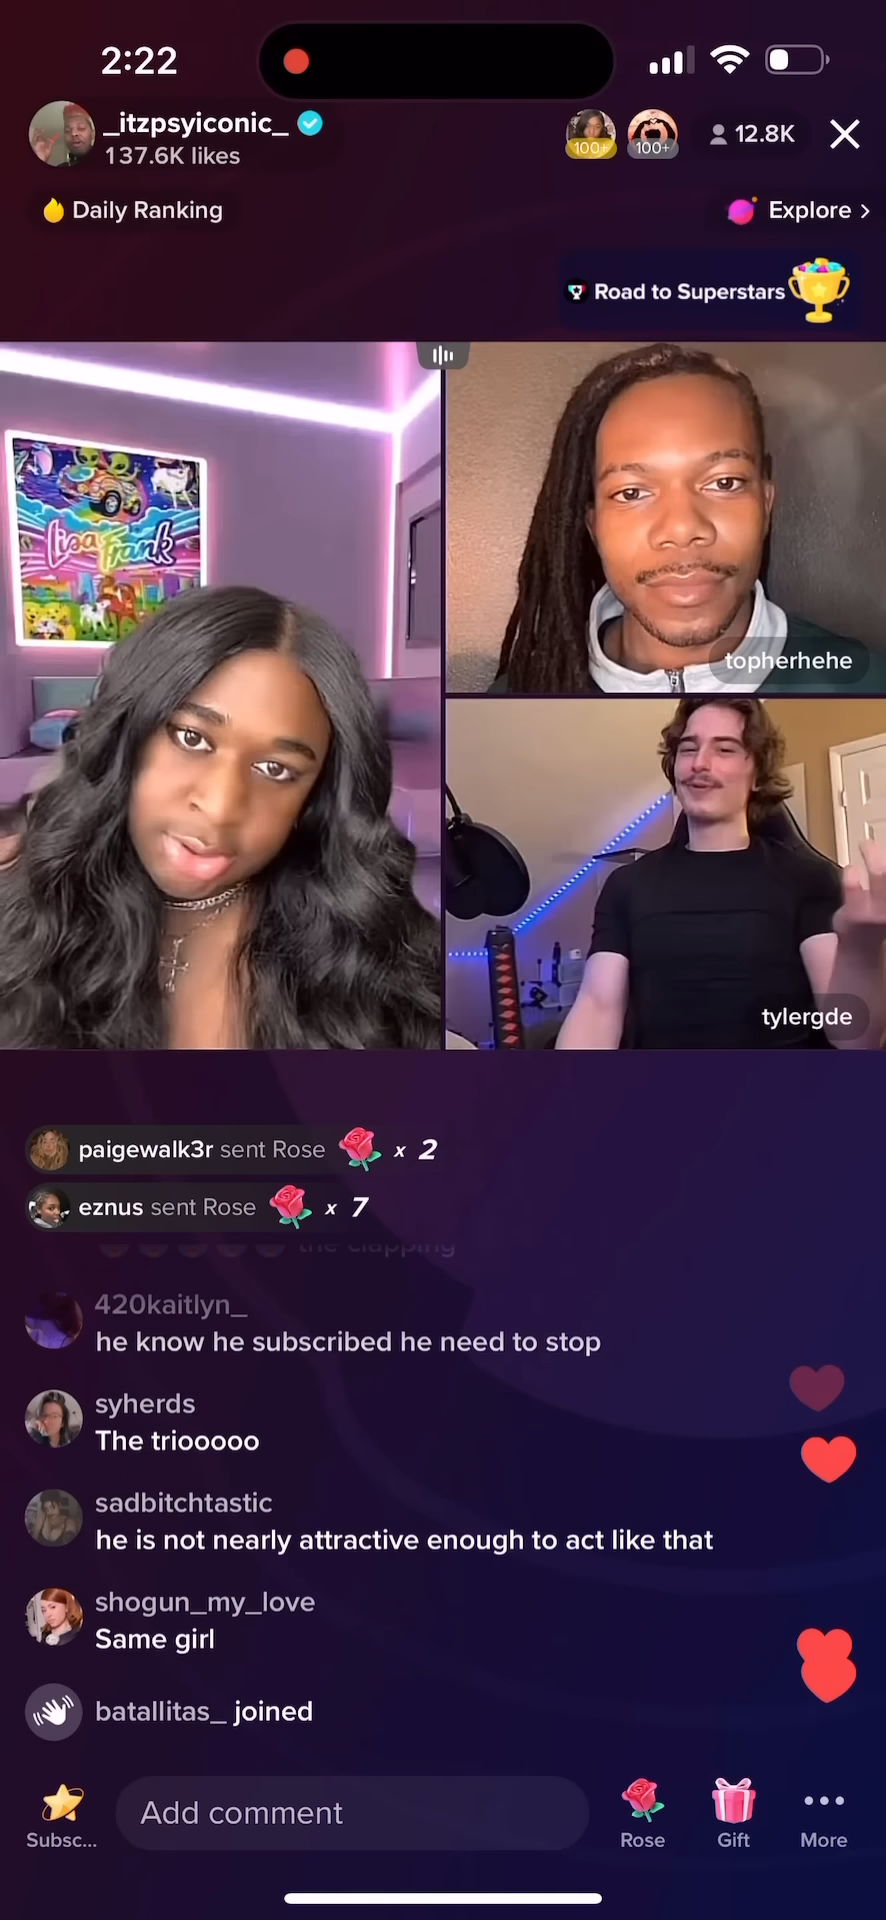 2:22
_itzpsyiconic_
137.6K likes
100+
100+
12.8K
Daily Ranking
Explore >
Road to Superstars
Lisa Frank
topherhehe
tylergde
paigewalk3r sent Rose x 2
eznus sent Rose x 7
the clapping
420kaitlyn_
he know he subscribed he need to stop
syherds
The triooooo
sadbitchtastic
he is not nearly attractive enough to act like that
shogun_my_love
Same girl
batallitas_ joined
Add comment
Subsc...
Rose
Gift
More